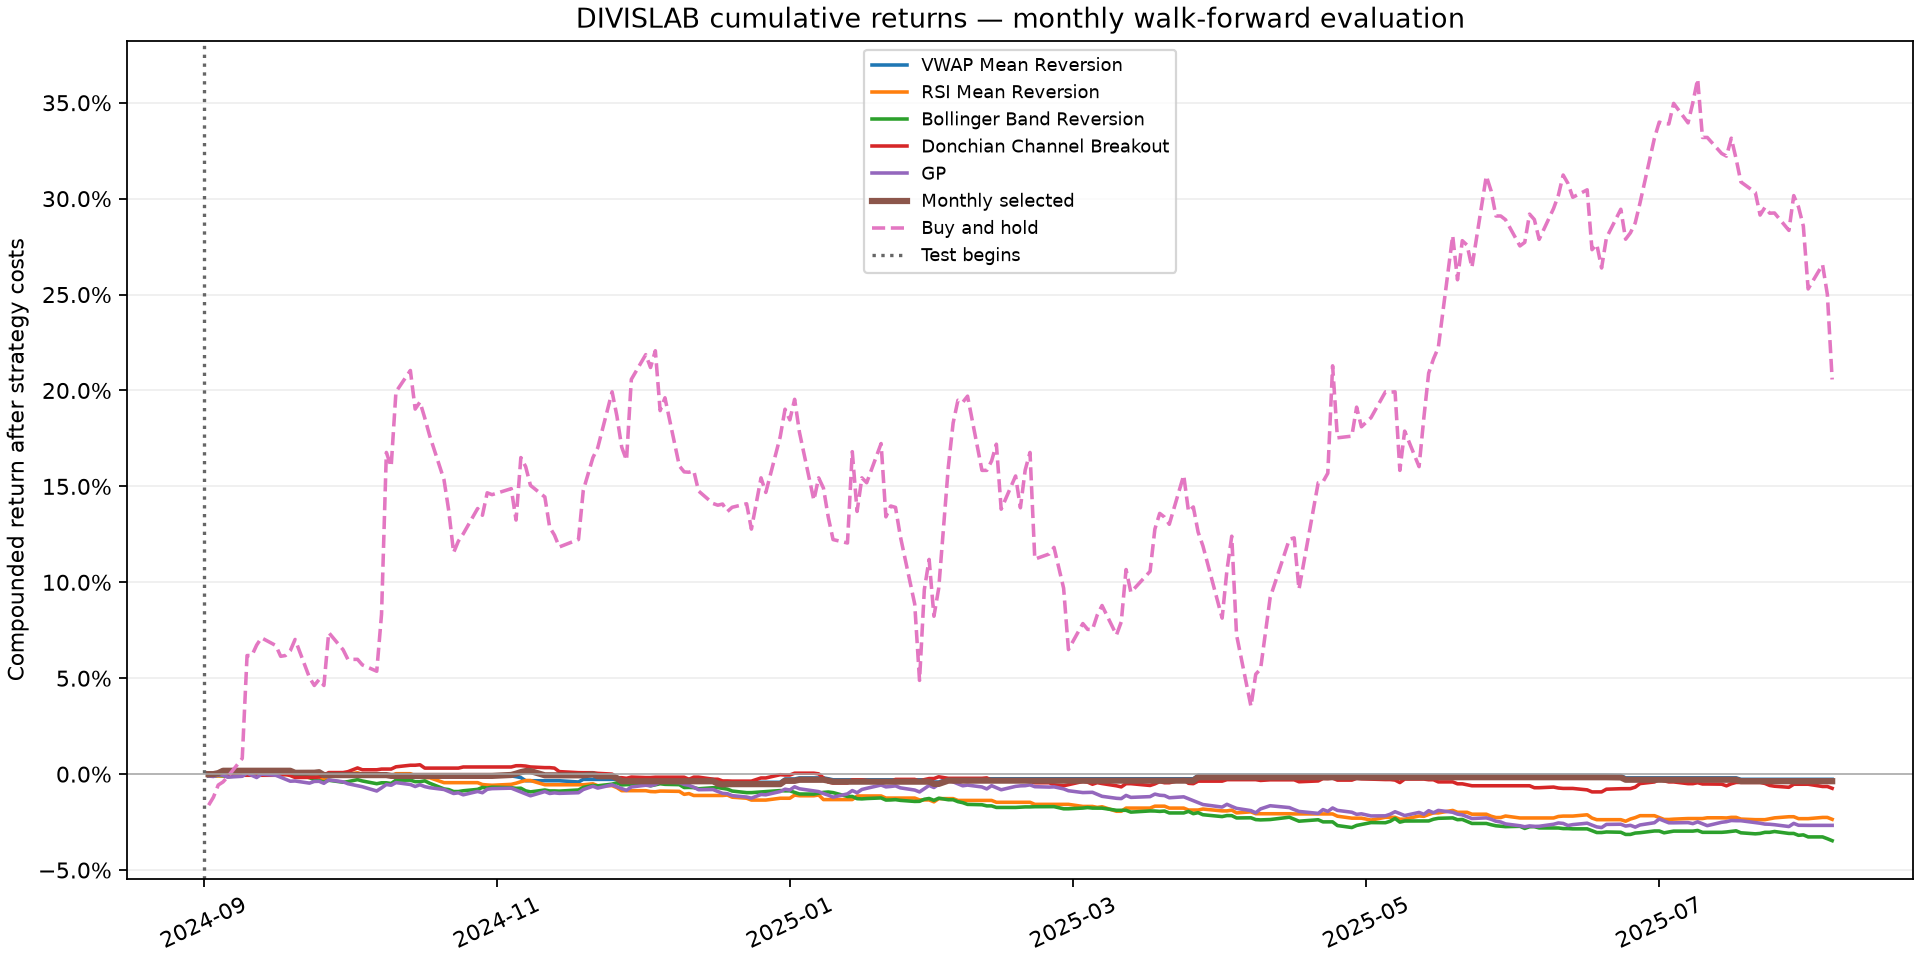 DIVISLAB cumulative returns — monthly walk-forward evaluation
Compounded return after strategy costs
35.0%
30.0%
25.0%
20.0%
15.0%
10.0%
5.0%
0.0%
−5.0%
VWAP Mean Reversion
RSI Mean Reversion
Bollinger Band Reversion
Donchian Channel Breakout
GP
Monthly selected
Buy and hold
Test begins
2024-09
2024-11
2025-01
2025-03
2025-05
2025-07